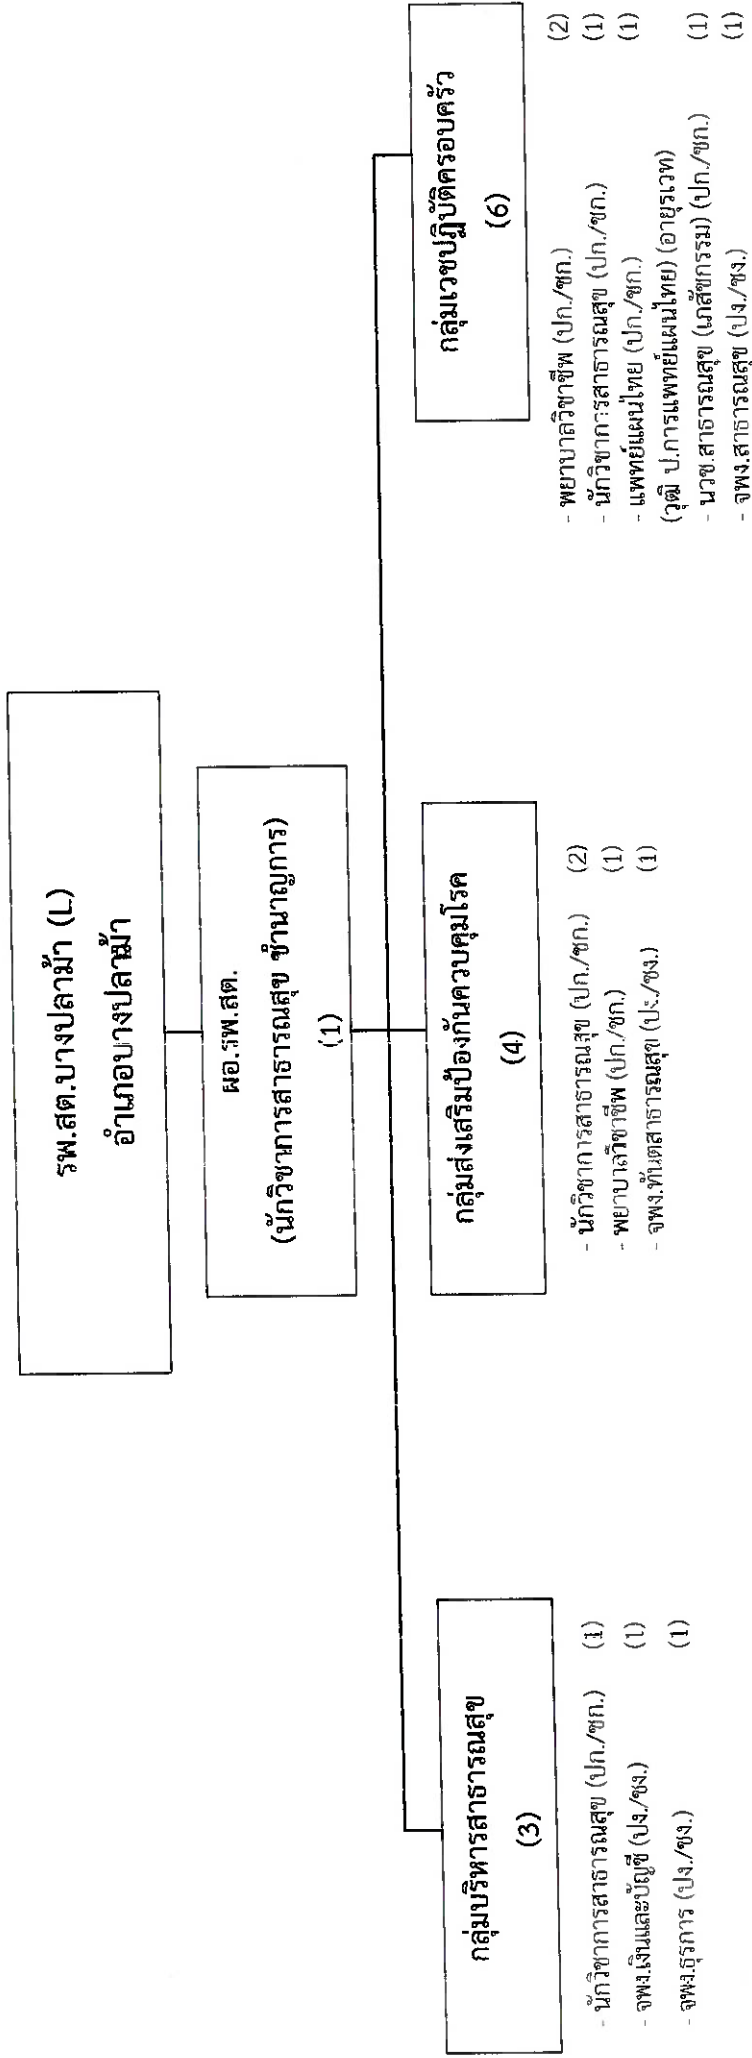 รพ.สต.บางปลาม้า (L)
อำเภอบางปลาม้า
ผอ.รพ.สต.
(นักวิชาการสาธารณสุข ชำนาญการ)
(1)
กลุ่มบริหารสาธารณสุข
(3)
- นักวิชาการสาธารณสุข (ปก./ชก.) (1)
- จพง.เงินและบัญชี (ปง./ชง.) (1)
- จพง.ธุรการ (ปง./ชง.) (1)
กลุ่มส่งเสริมป้องกันควบคุมโรค
(4)
- นักวิชาการสาธารณสุข (ปก./ชก.) (2)
- พยาบาลวิชาชีพ (ปก./ชก.) (1)
- จพง.ทันตสาธารณสุข (ปง./ชง.) (1)
กลุ่มเวชปฏิบัติครอบครัว
(6)
- พยาบาลวิชาชีพ (ปก./ชก.) (2)
- นักวิชาการสาธารณสุข (ปก./ชก.) (1)
- แพทย์แผนไทย (ปก./ชก.) (1)
(วุฒิ ป.การแพทย์แผนไทย) (อายุรเวท)
- นวช.สาธารณสุข (เภสัชกรรม) (ปก./ชก.) (1)
- จพง.สาธารณสุข (ปง./ชง.) (1)